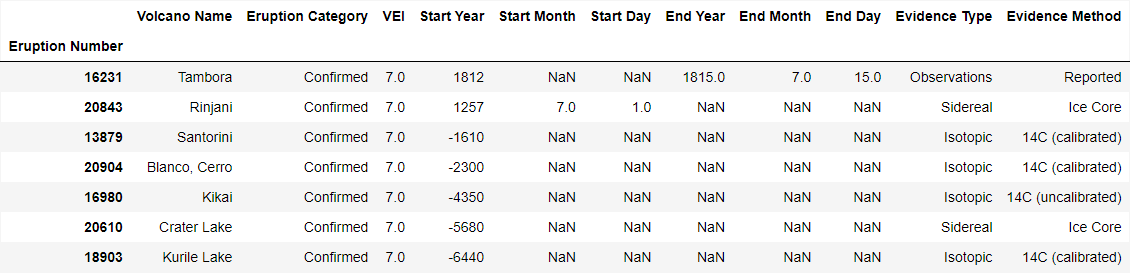 Volcano Name Eruption Category VEI Start Year Start Month Start Day End Year End Month End Day Evidence Type Evidence Method
Eruption Number
16231 Tambora Confirmed 7.0 1812 NaN NaN 1815.0 7.0 15.0 Observations Reported
20843 Rinjani Confirmed 7.0 1257 7.0 1.0 NaN NaN NaN Sidereal Ice Core
13879 Santorini Confirmed 7.0 -1610 NaN NaN NaN NaN NaN Isotopic 14C (calibrated)
20904 Blanco, Cerro Confirmed 7.0 -2300 NaN NaN NaN NaN NaN Isotopic 14C (calibrated)
16980 Kikai Confirmed 7.0 -4350 NaN NaN NaN NaN NaN Isotopic 14C (uncalibrated)
20610 Crater Lake Confirmed 7.0 -5680 NaN NaN NaN NaN NaN Sidereal Ice Core
18903 Kurile Lake Confirmed 7.0 -6440 NaN NaN NaN NaN NaN Isotopic 14C (calibrated)